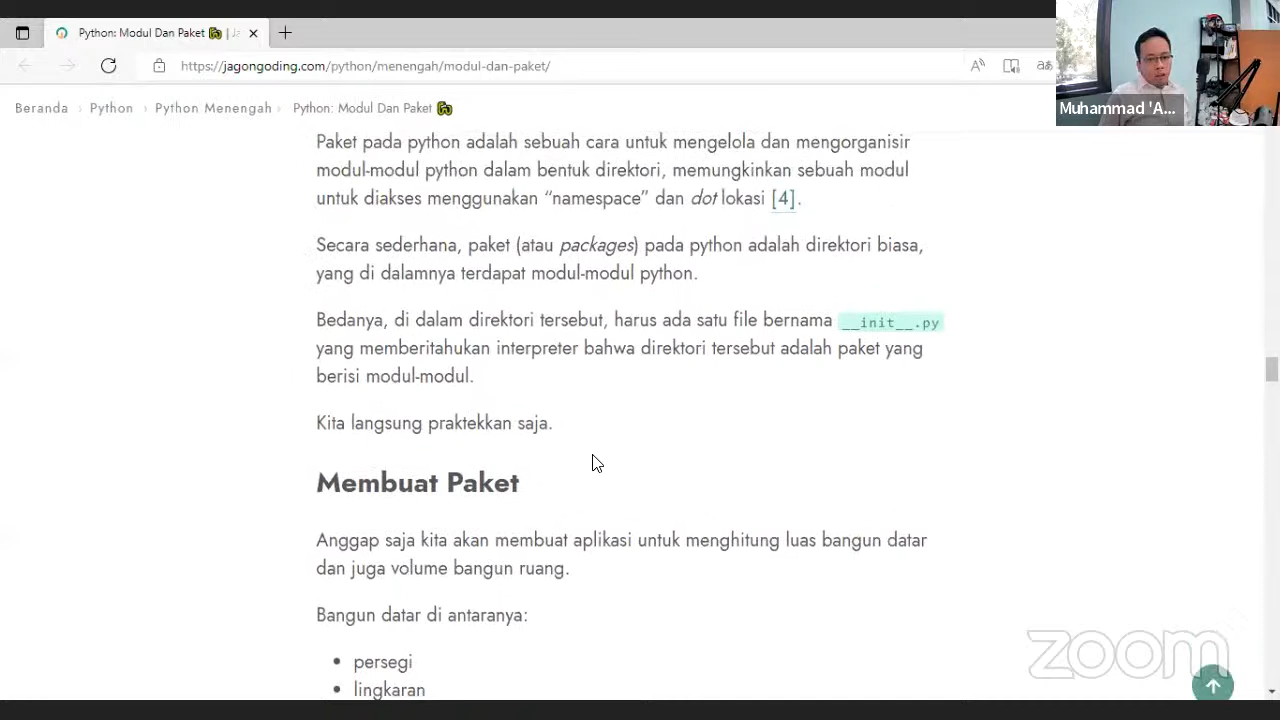 Python: Modul Dan Paket
https://jagongoding.com/python/menengah/modul-dan-paket/
Muhammad 'A...
Beranda › Python › Python Menengah › Python: Modul Dan Paket
Paket pada python adalah sebuah cara untuk mengelola dan mengorganisir
modul-modul python dalam bentuk direktori, memungkinkan sebuah modul
untuk diakses menggunakan “namespace” dan dot lokasi [4].
Secara sederhana, paket (atau packages) pada python adalah direktori biasa,
yang di dalamnya terdapat modul-modul python.
Bedanya, di dalam direktori tersebut, harus ada satu file bernama __init__.py
yang memberitahukan interpreter bahwa direktori tersebut adalah paket yang
berisi modul-modul.
Kita langsung praktekkan saja.
Membuat Paket
Anggap saja kita akan membuat aplikasi untuk menghitung luas bangun datar
dan juga volume bangun ruang.
Bangun datar di antaranya:
• persegi
• lingkaran
zoom